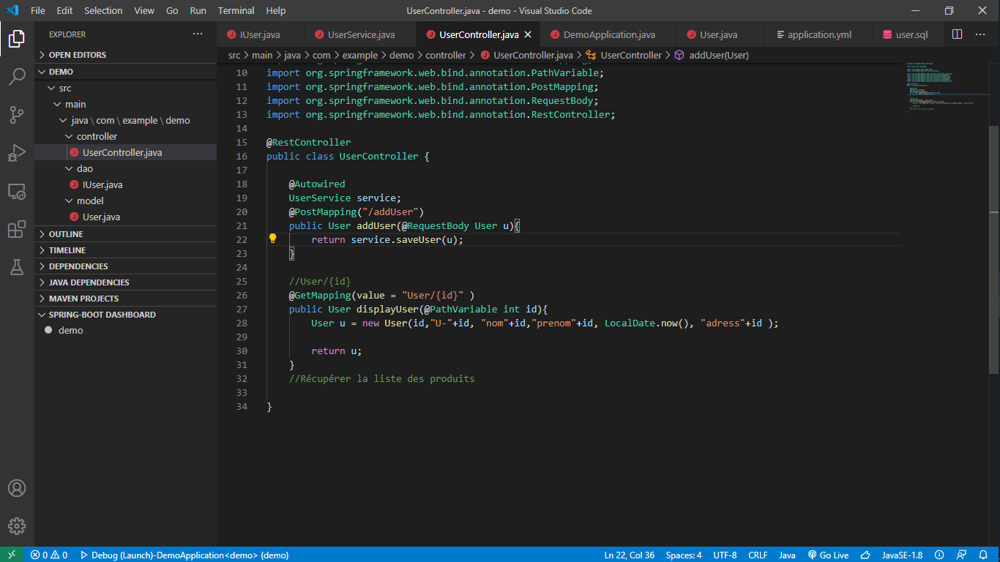 File Edit Selection View Go Run Terminal Help UserController.java - demo - Visual Studio Code
EXPLORER
OPEN EDITORS
DEMO
src
main
java \ com \ example \ demo
controller
UserController.java
dao
IUser.java
model
User.java
OUTLINE
TIMELINE
DEPENDENCIES
JAVA DEPENDENCIES
MAVEN PROJECTS
SPRING-BOOT DASHBOARD
demo
IUser.java UserService.java UserController.java DemoApplication.java User.java application.yml user.sql
src > main > java > com > example > demo > controller > UserController.java > UserController > addUser(User)
10 import org.springframework.web.bind.annotation.PathVariable;
11 import org.springframework.web.bind.annotation.PostMapping;
12 import org.springframework.web.bind.annotation.RequestBody;
13 import org.springframework.web.bind.annotation.RestController;
14
15 @RestController
16 public class UserController {
17
18 @Autowired
19 UserService service;
20 @PostMapping("/addUser")
21 public User addUser(@RequestBody User u){
22 return service.saveUser(u);
23 }
24
25 //User/{id}
26 @GetMapping(value = "User/{id}" )
27 public User displayUser(@PathVariable int id){
28 User u = new User(id,"U-"+id, "nom"+id,"prenom"+id, LocalDate.now(), "adress"+id );
29
30 return u;
31 }
32 //Récupérer la liste des produits
33
34 }
0 0 Debug (Launch)-DemoApplication<demo> (demo) Ln 22, Col 36 Spaces: 4 UTF-8 CRLF Java Go Live JavaSE-1.8